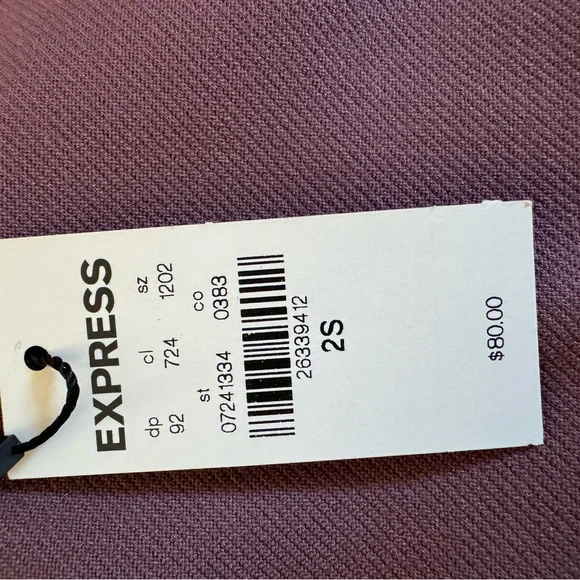 EXPRESS
dp cl sz
92 724 1202
st co
07241334 0383
26339412
2S
$80.00